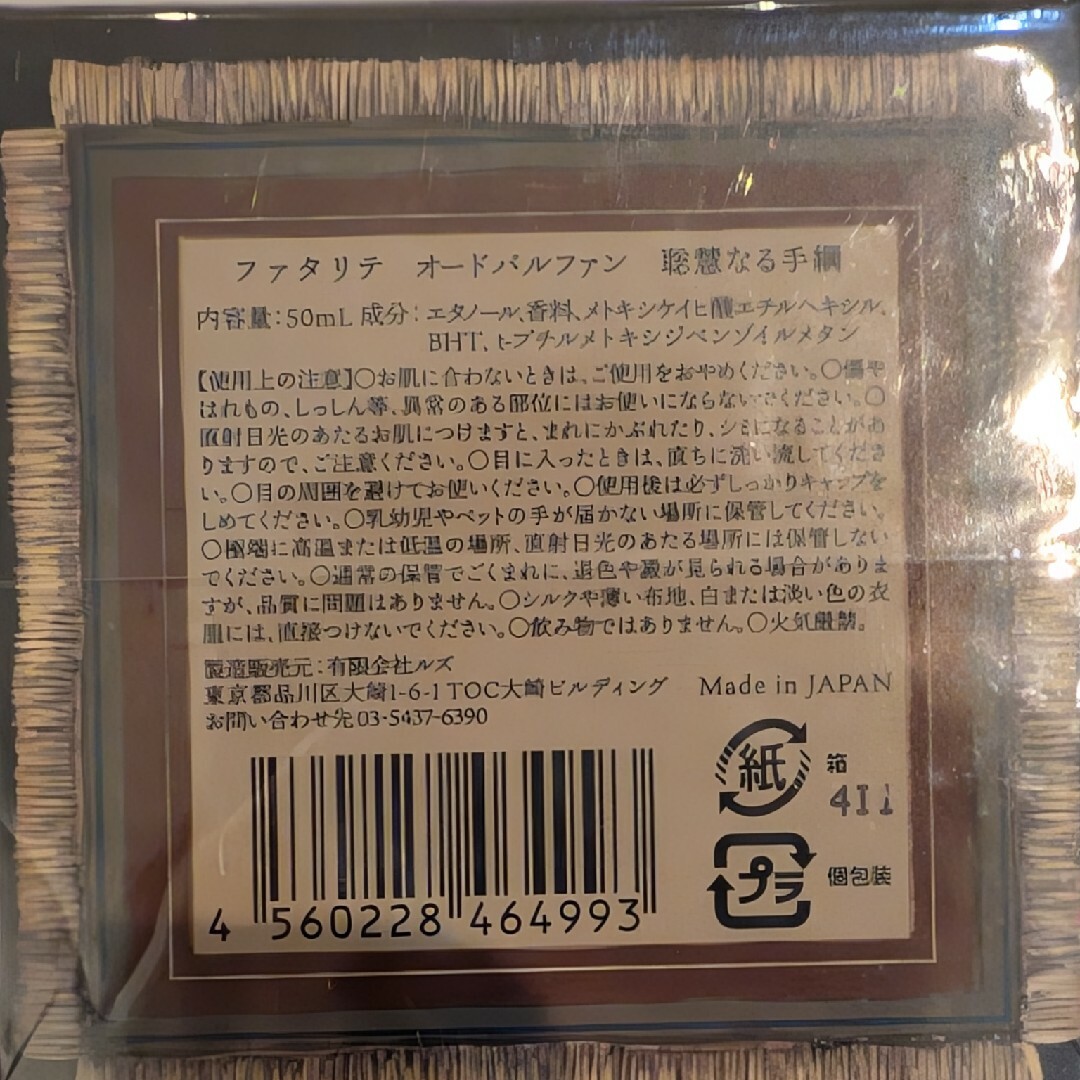 ファタリテ オードパルファン 聡慧なる手綱
内容量:50mL 成分:エタノール、香料、メトキシケイヒ酸エチルヘキシル、
BHT、t-ブチルメトキシジベンゾイルメタン
【使用上の注意】〇お肌に合わないときは、ご使用をおやめください。〇傷や
はれもの、しっしん等、異常のある部位にはお使いにならないでください。〇
直射日光のあたるお肌につけますと、まれにかぶれたり、シミになることがあ
りますので、ご注意ください。〇目に入ったときは、直ちに洗い流してくださ
い。〇目の周囲を避けてお使いください。〇使用後は必ずしっかりキャップを
しめてください。〇乳幼児やペットの手が届かない場所に保管してください。
〇極端に高温または低温の場所、直射日光のあたる場所には保管しない
でください。〇通常の保管でごくまれに、退色や澱が見られる場合がありま
すが、品質に問題はありません。〇シルクや薄い布地、白または淡い色の衣
服には、直接つけないでください。〇飲み物ではありません。〇火気厳禁。
製造販売元:有限会社ルズ
東京都品川区大崎1-6-1 TOC大崎ビルディング Made in JAPAN
お問い合わせ先 03-5437-6390
紙 箱
411
プラ 個包装
4 560228 464993